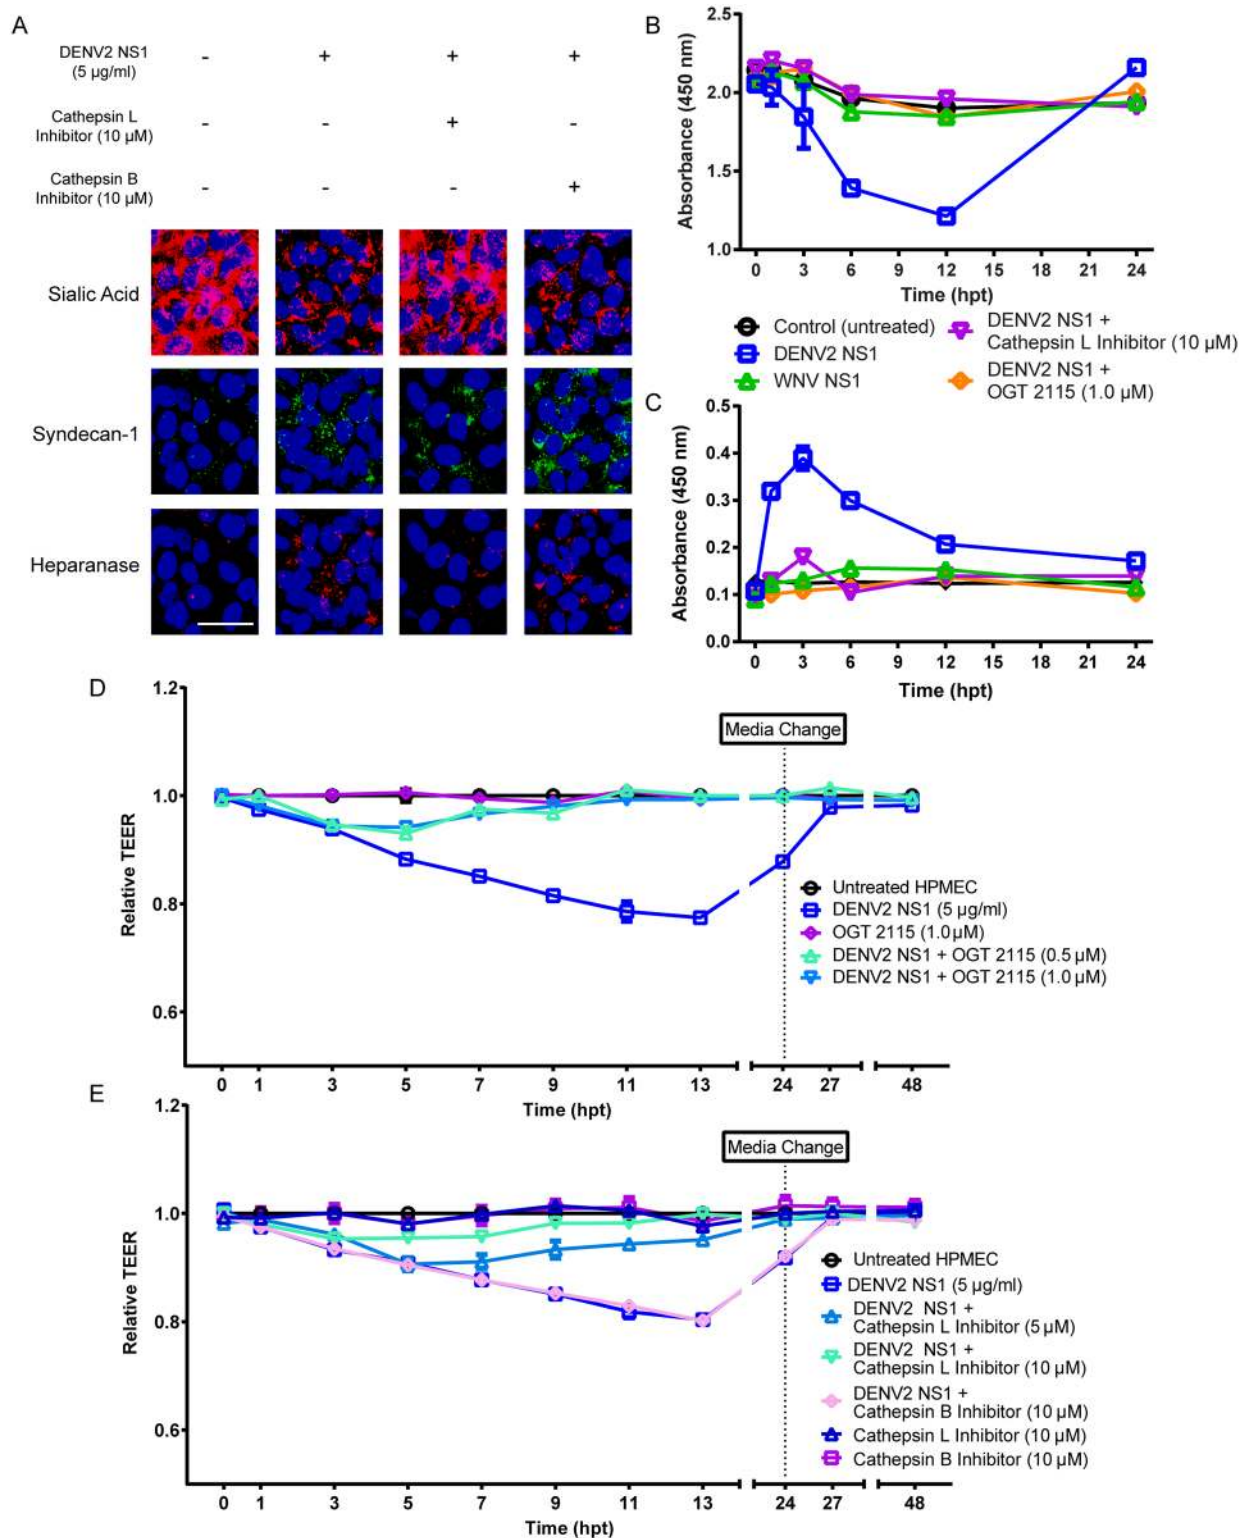 A
DENV2 NS1
(5 µg/ml)
- + + +
Cathepsin L
Inhibitor (10 µM)
- - + -
Cathepsin B
Inhibitor (10 µM)
- - - +
Sialic Acid
Syndecan-1
Heparanase
B
Absorbance (450 nm)
2.5
2.0
1.5
1.0
0 3 6 9 12 15 18 21 24
Time (hpt)
Control (untreated)
DENV2 NS1
WNV NS1
DENV2 NS1 +
Cathepsin L Inhibitor (10 µM)
DENV2 NS1 +
OGT 2115 (1.0 µM)
C
Absorbance (450 nm)
0.5
0.4
0.3
0.2
0.1
0.0
0 3 6 9 12 15 18 21 24
Time (hpt)
D
Relative TEER
1.2
1.0
0.8
0.6
Media Change
Untreated HPMEC
DENV2 NS1 (5 µg/ml)
OGT 2115 (1.0 µM)
DENV2 NS1 + OGT 2115 (0.5 µM)
DENV2 NS1 + OGT 2115 (1.0 µM)
0 1 3 5 7 9 11 13 24 27 48
Time (hpt)
E
Relative TEER
1.2
1.0
0.8
0.6
Media Change
Untreated HPMEC
DENV2 NS1 (5 µg/ml)
DENV2 NS1 +
Cathepsin L Inhibitor (5 µM)
DENV2 NS1 +
Cathepsin L Inhibitor (10 µM)
DENV2 NS1 +
Cathepsin B Inhibitor (10 µM)
Cathepsin L Inhibitor (10 µM)
Cathepsin B Inhibitor (10 µM)
0 1 3 5 7 9 11 13 24 27 48
Time (hpt)